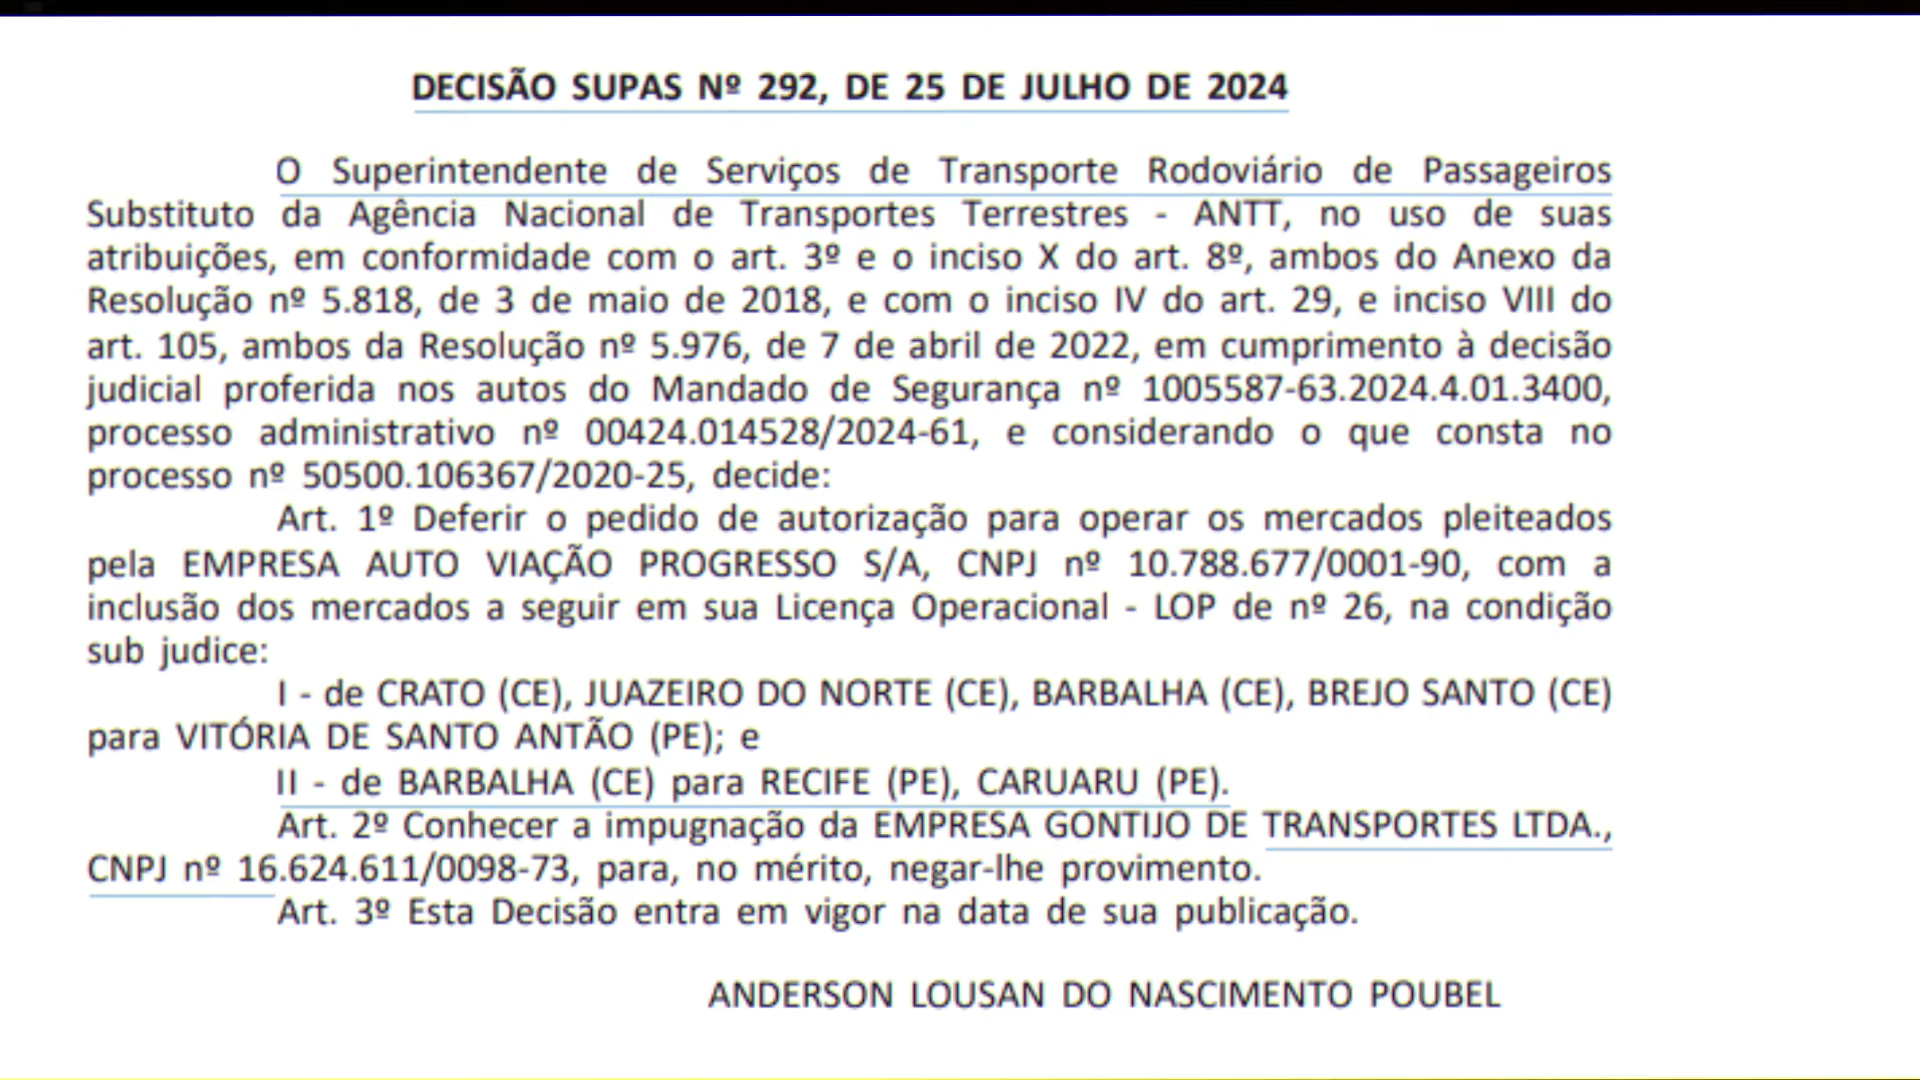 DECISÃO SUPAS Nº 292, DE 25 DE JULHO DE 2024
O Superintendente de Serviços de Transporte Rodoviário de Passageiros
Substituto da Agência Nacional de Transportes Terrestres - ANTT, no uso de suas
atribuições, em conformidade com o art. 3º e o inciso X do art. 8º, ambos do Anexo da
Resolução nº 5.818, de 3 de maio de 2018, e com o inciso IV do art. 29, e inciso VIII do
art. 105, ambos da Resolução nº 5.976, de 7 de abril de 2022, em cumprimento à decisão
judicial proferida nos autos do Mandado de Segurança nº 1005587-63.2024.4.01.3400,
processo administrativo nº 00424.014528/2024-61, e considerando o que consta no
processo nº 50500.106367/2020-25, decide:
Art. 1º Deferir o pedido de autorização para operar os mercados pleiteados
pela EMPRESA AUTO VIAÇÃO PROGRESSO S/A, CNPJ nº 10.788.677/0001-90, com a
inclusão dos mercados a seguir em sua Licença Operacional - LOP de nº 26, na condição
sub judice:
I - de CRATO (CE), JUAZEIRO DO NORTE (CE), BARBALHA (CE), BREJO SANTO (CE)
para VITÓRIA DE SANTO ANTÃO (PE); e
II - de BARBALHA (CE) para RECIFE (PE), CARUARU (PE).
Art. 2º Conhecer a impugnação da EMPRESA GONTIJO DE TRANSPORTES LTDA.,
CNPJ nº 16.624.611/0098-73, para, no mérito, negar-lhe provimento.
Art. 3º Esta Decisão entra em vigor na data de sua publicação.
ANDERSON LOUSAN DO NASCIMENTO POUBEL